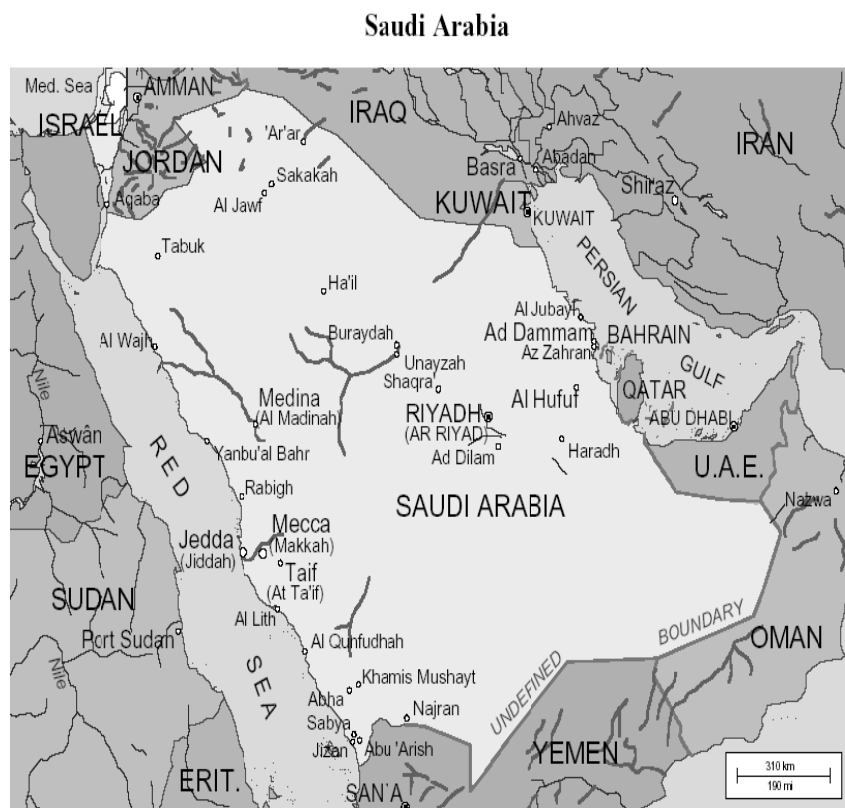 Saudi Arabia
Med. Sea
AMMAN
ISRAEL
IRAQ
'Ar'ar
Ahvaz
IRAN
JORDAN
Basra
Abadan
Sakakah
Shiraz
Aqaba
Al Jawf
KUWAIT
KUWAIT
Tabuk
PERSIAN
GULF
Ha'il
Al Jubayl
Al Wajh
Buraydah
Ad Dammam
BAHRAIN
Unayzah
Az Zahran
Shaqra'
Nile
Medina
(Al Madinah)
RIYADH
(AR RIYAD)
Al Hufuf
QATAR
ABU DHABI
Aswân
EGYPT
RED
SEA
Yanbu'al Bahr
Ad Dilam
Haradh
U.A.E.
Rabigh
SAUDI ARABIA
Nazwa
Jedda
(Jiddah)
Mecca
(Makkah)
Taif
(At Ta'if)
SUDAN
Al Lith
Port Sudan
Al Qunfudhah
UNDEFINED
BOUNDARY
OMAN
Nile
Khamis Mushayt
Abha
Najran
Sabya
Jizan
Abu 'Arish
YEMEN
ERIT.
SAN'A
310 km
190 mi